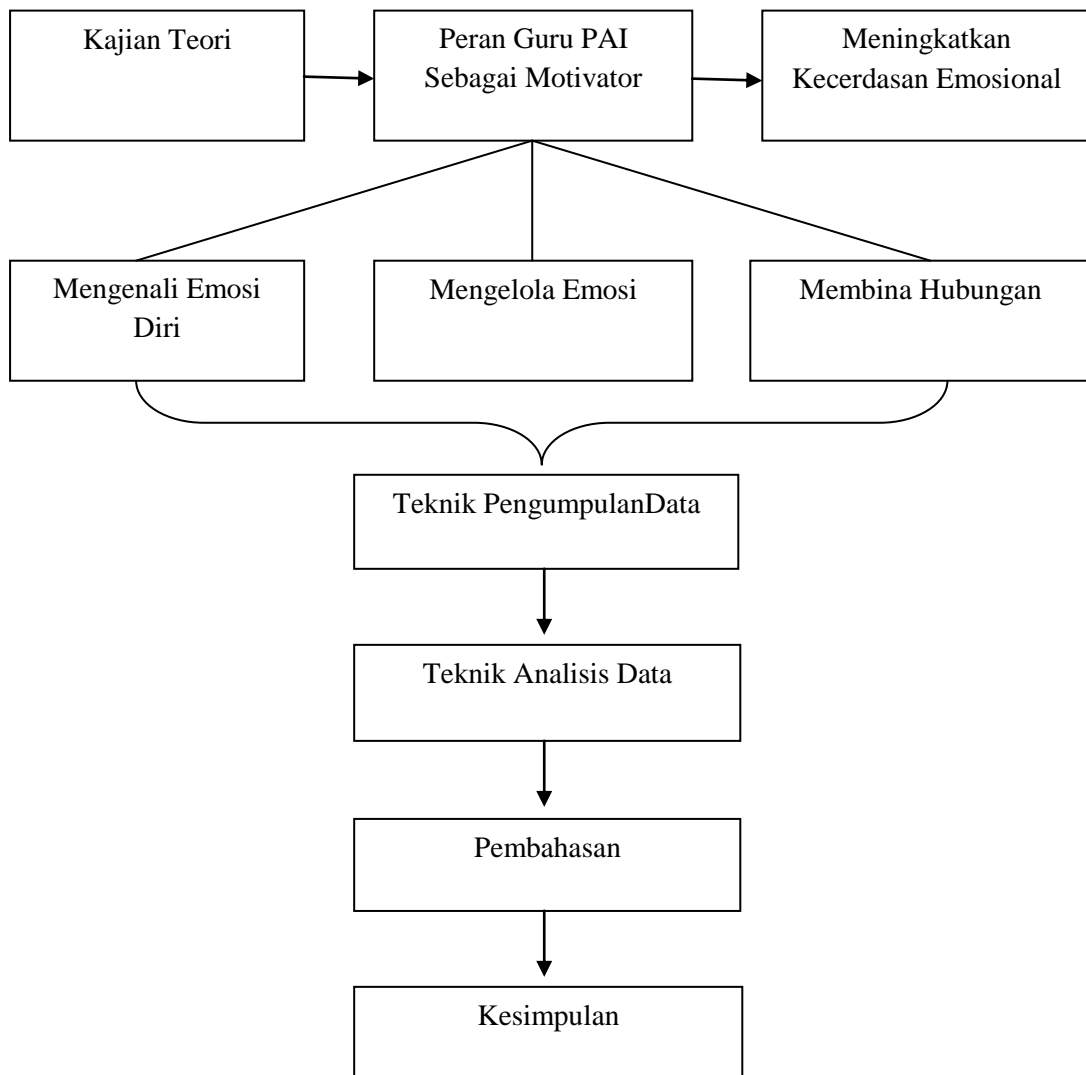 Kajian Teori
Peran Guru PAI
Sebagai Motivator
Meningkatkan
Kecerdasan Emosional
Mengenali Emosi
Diri
Mengelola Emosi
Membina Hubungan
Teknik PengumpulanData
Teknik Analisis Data
Pembahasan
Kesimpulan